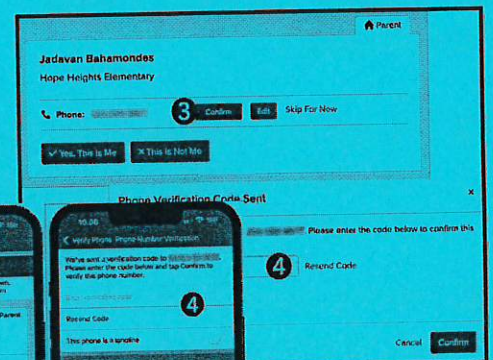 Parent
Jadavan Bahamondes
Hope Heights Elementary
Phone:
3
Confirm
Edit
Skip For Now
Yes, This is Me
This Is Not Me
Phone Verification Code Sent
Please enter the code below to confirm this
4
Resend Code
Cancel
Confirm
10:30
Verify Phone Phone Number Verification
We've sent a verification code to
Please enter the code below and tap Confirm to
verify this phone number.
4
Resend Code
This phone is a landline
Parent